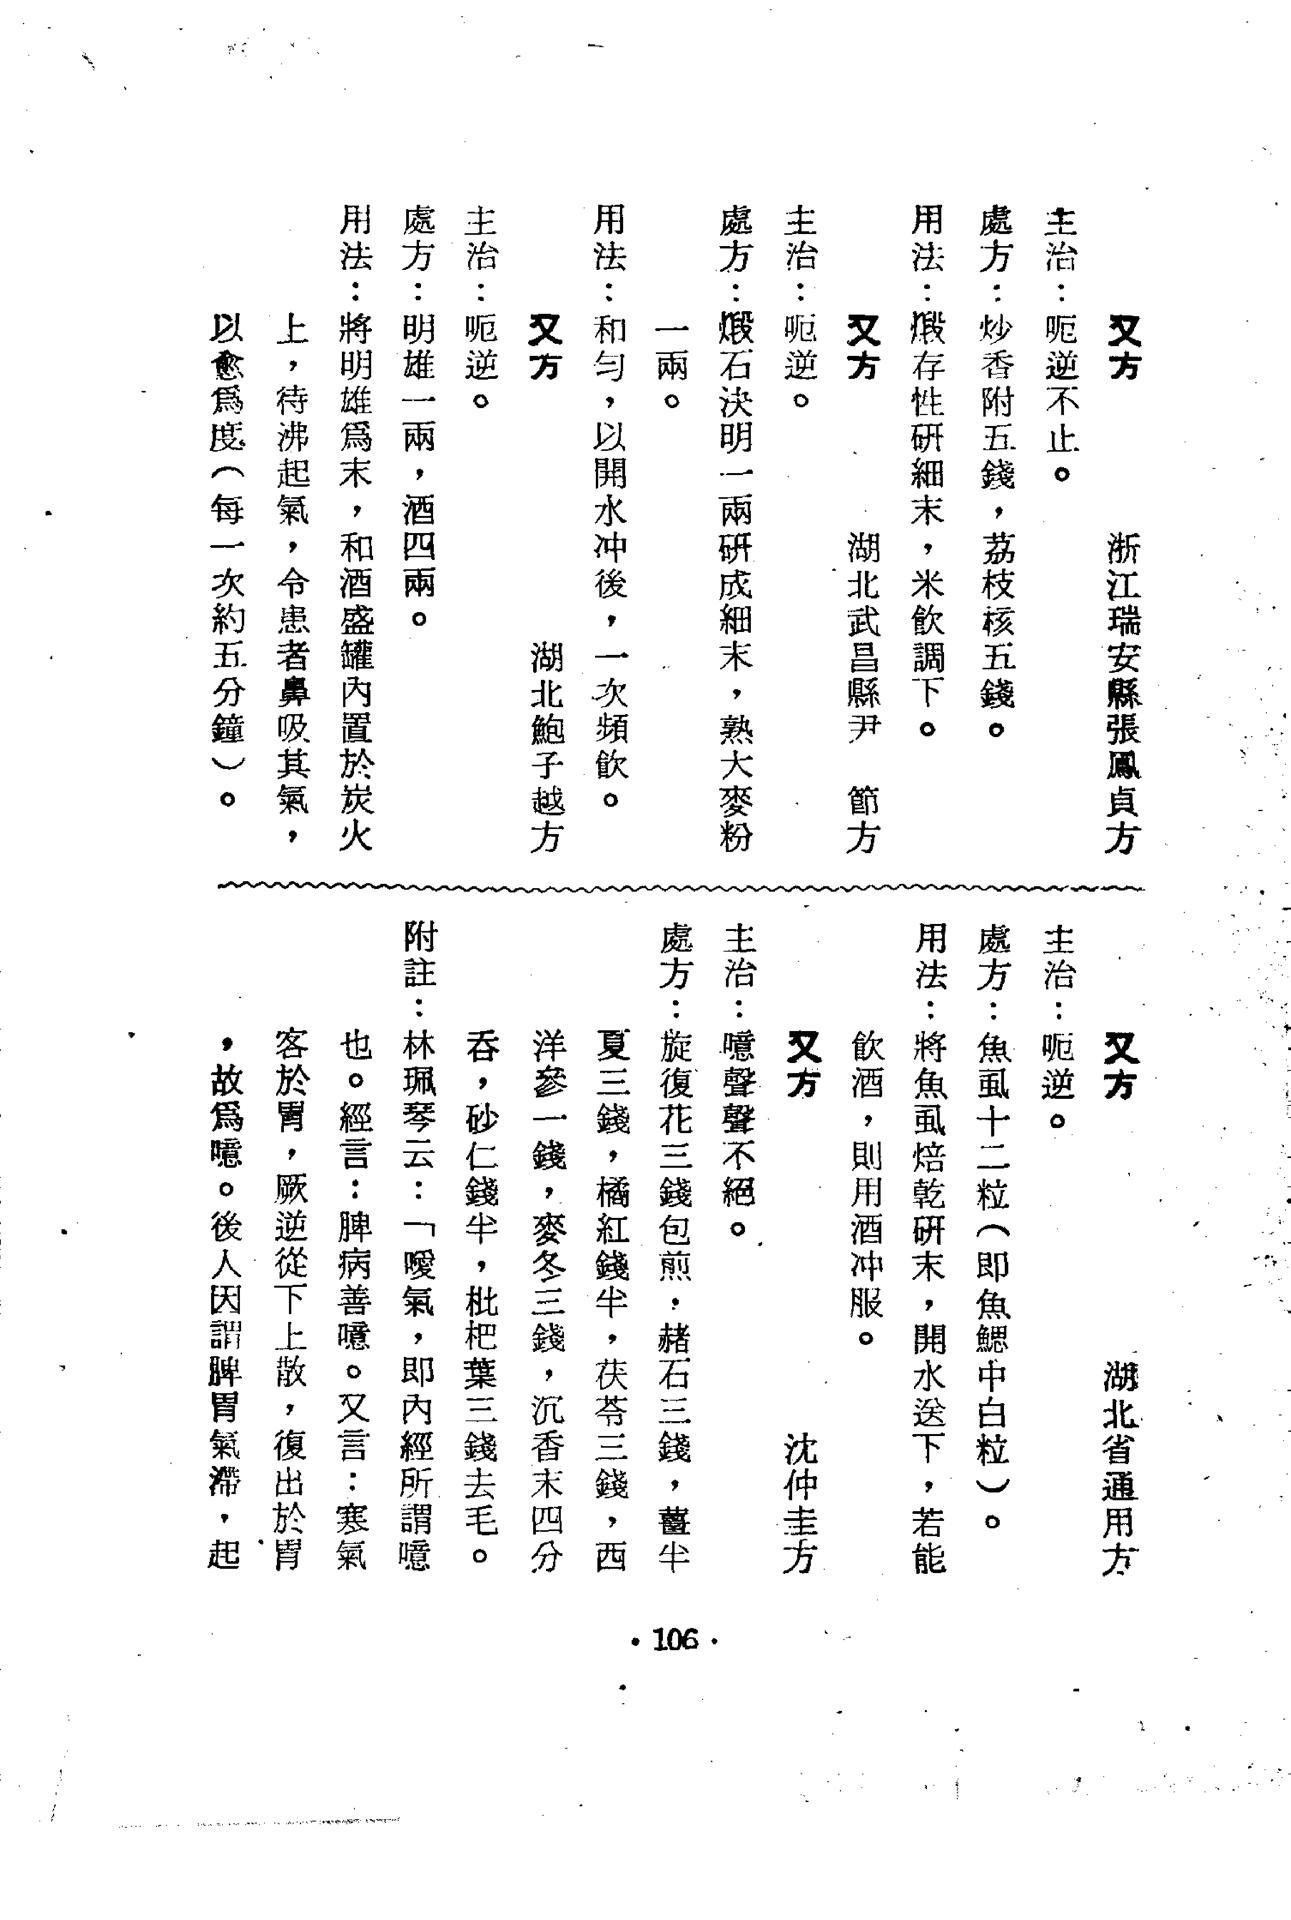 又方　浙江瑞安縣張鳳貞方
主治：呃逆不止。
處方：炒香附五錢，荔枝核五錢。
用法：煅存性研細末，米飲調下。
又方　湖北武昌縣尹　節方
主治：呃逆。
處方：煅石決明一兩研成細末，熟大麥粉
一兩。
用法：和勻，以開水冲後，一次頻飲。
又方　湖北鮑子越方
主治：呃逆。
處方：明雄一兩，酒四兩。
用法：將明雄爲末，和酒盛罐內置於炭火
上，待沸起氣，令患者鼻吸其氣，
以愈爲度（每一次約五分鐘）。
又方　湖北省通用方
主治：呃逆。
處方：魚虱十二粒（即魚鰓中白粒）。
用法：將魚虱焙乾研末，開水送下，若能
飲酒，則用酒冲服。
又方　沈仲圭方
主治：噫聲聲不絕。
處方：旋復花三錢包煎，赭石三錢，薑半
夏三錢，橘紅錢半，茯苓三錢，西
洋參一錢，麥冬三錢，沉香末四分
吞，砂仁錢半，枇杷葉三錢去毛。
附註：林珮琴云：「噯氣，即內經所謂噫
也。經言：脾病善噫。又言：寒氣
客於胃，厥逆從下上散，復出於胃
，故爲噫。後人因謂脾胃氣滯，起
·106·